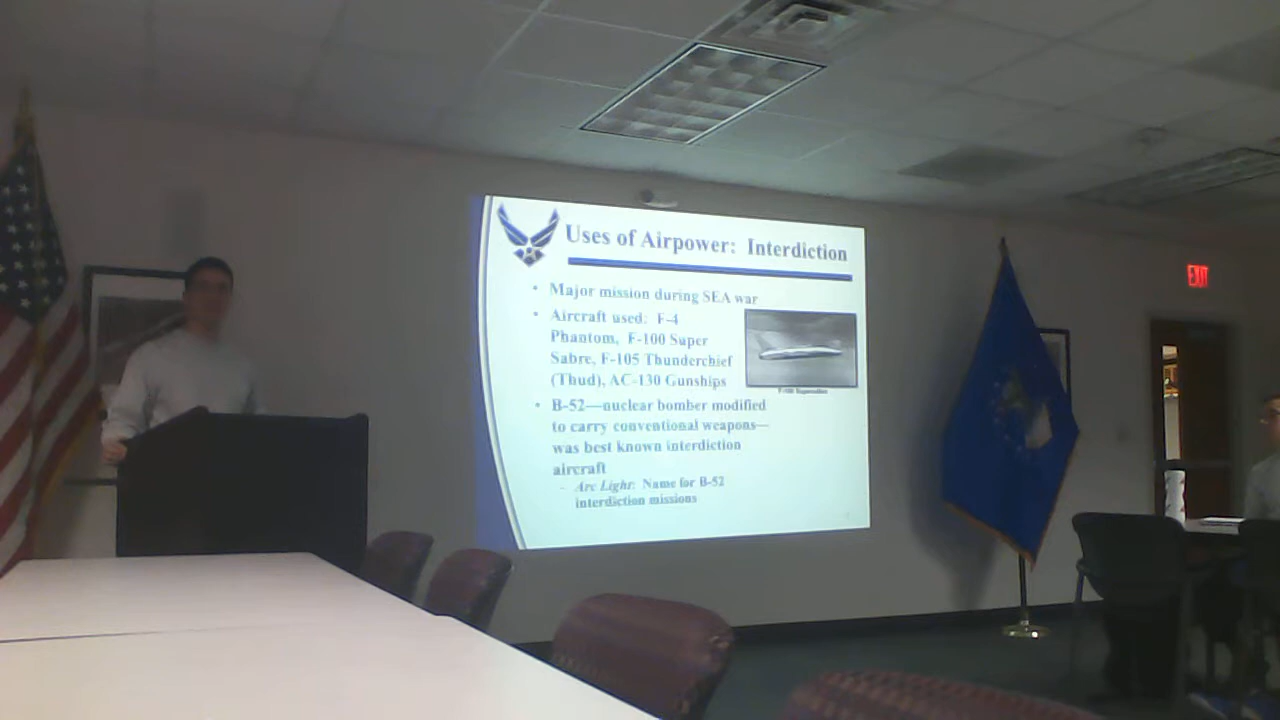 Uses of Airpower: Interdiction
• Major mission during SEA war
• Aircraft used: F-4
Phantom, F-100 Super
Sabre, F-105 Thunderchief
(Thud), AC-130 Gunships
• B-52—nuclear bomber modified
to carry conventional weapons—
was best known interdiction
aircraft
– Arc Light: Name for B-52
interdiction missions
EXIT